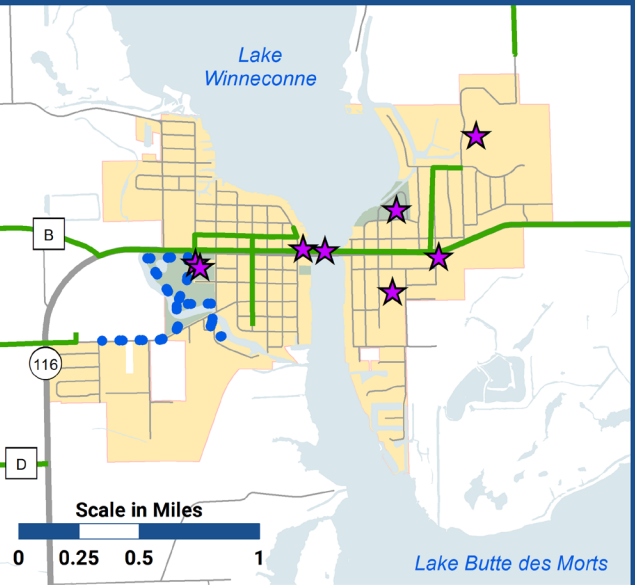 Lake
Winneconne
B
116
D
Scale in Miles
0 0.25 0.5 1
Lake Butte des Morts